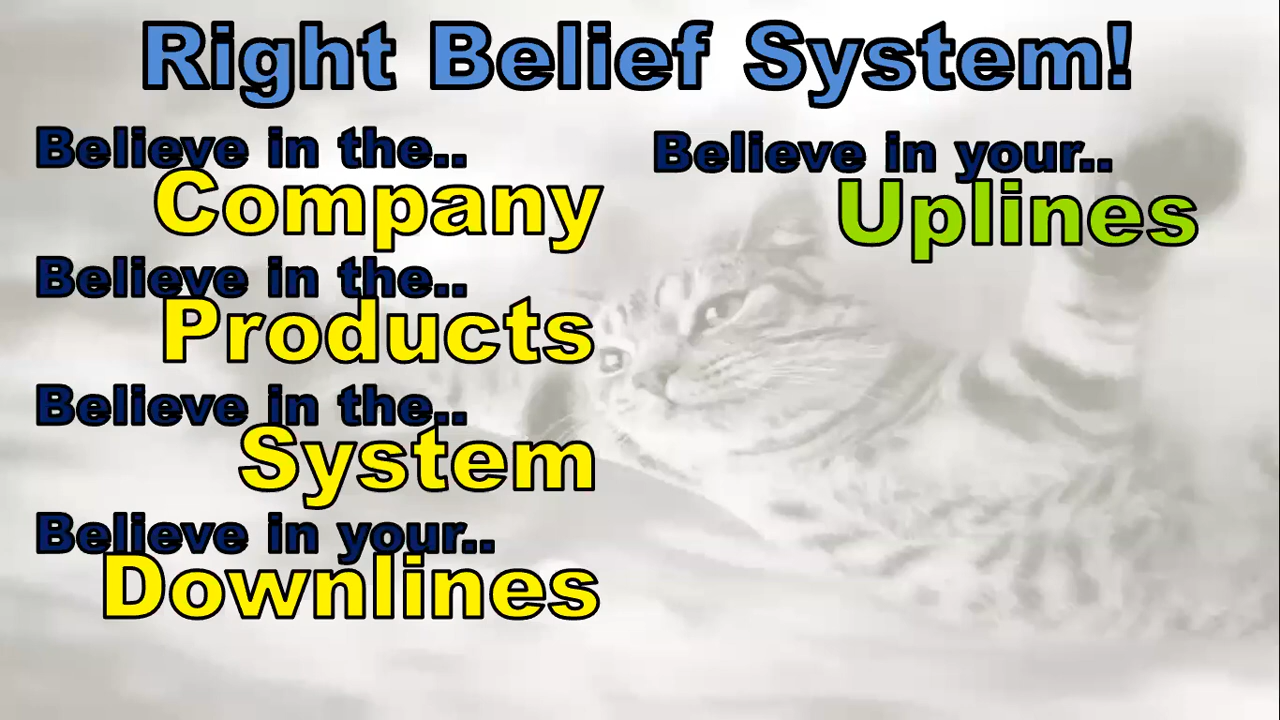 Right Belief System!
Believe in the..
Company
Believe in the..
Products
Believe in the..
System
Believe in your..
Downlines
Believe in your..
Uplines